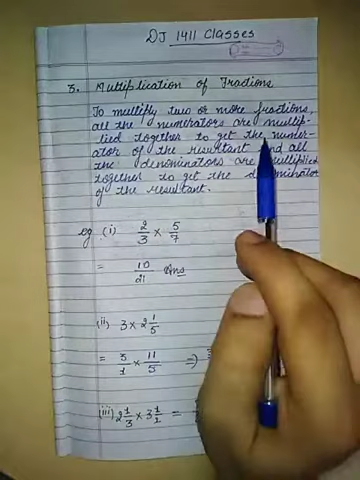 DJ 1411 Classes
3. Multiplication of Fractions
To multiply two or more fractions,
all the numerators are multip-
lied together to get the numer-
ator of the resultant and all
the denominators are multiplied
together to get the denominator
of the resultant.
eg (i) 2/3 × 5/7
= 10/21 Ans
(ii) 3 × 2 1/5
= 3/1 × 11/5 ⇒
(iii) 2 1/3 × 3 1/1 =